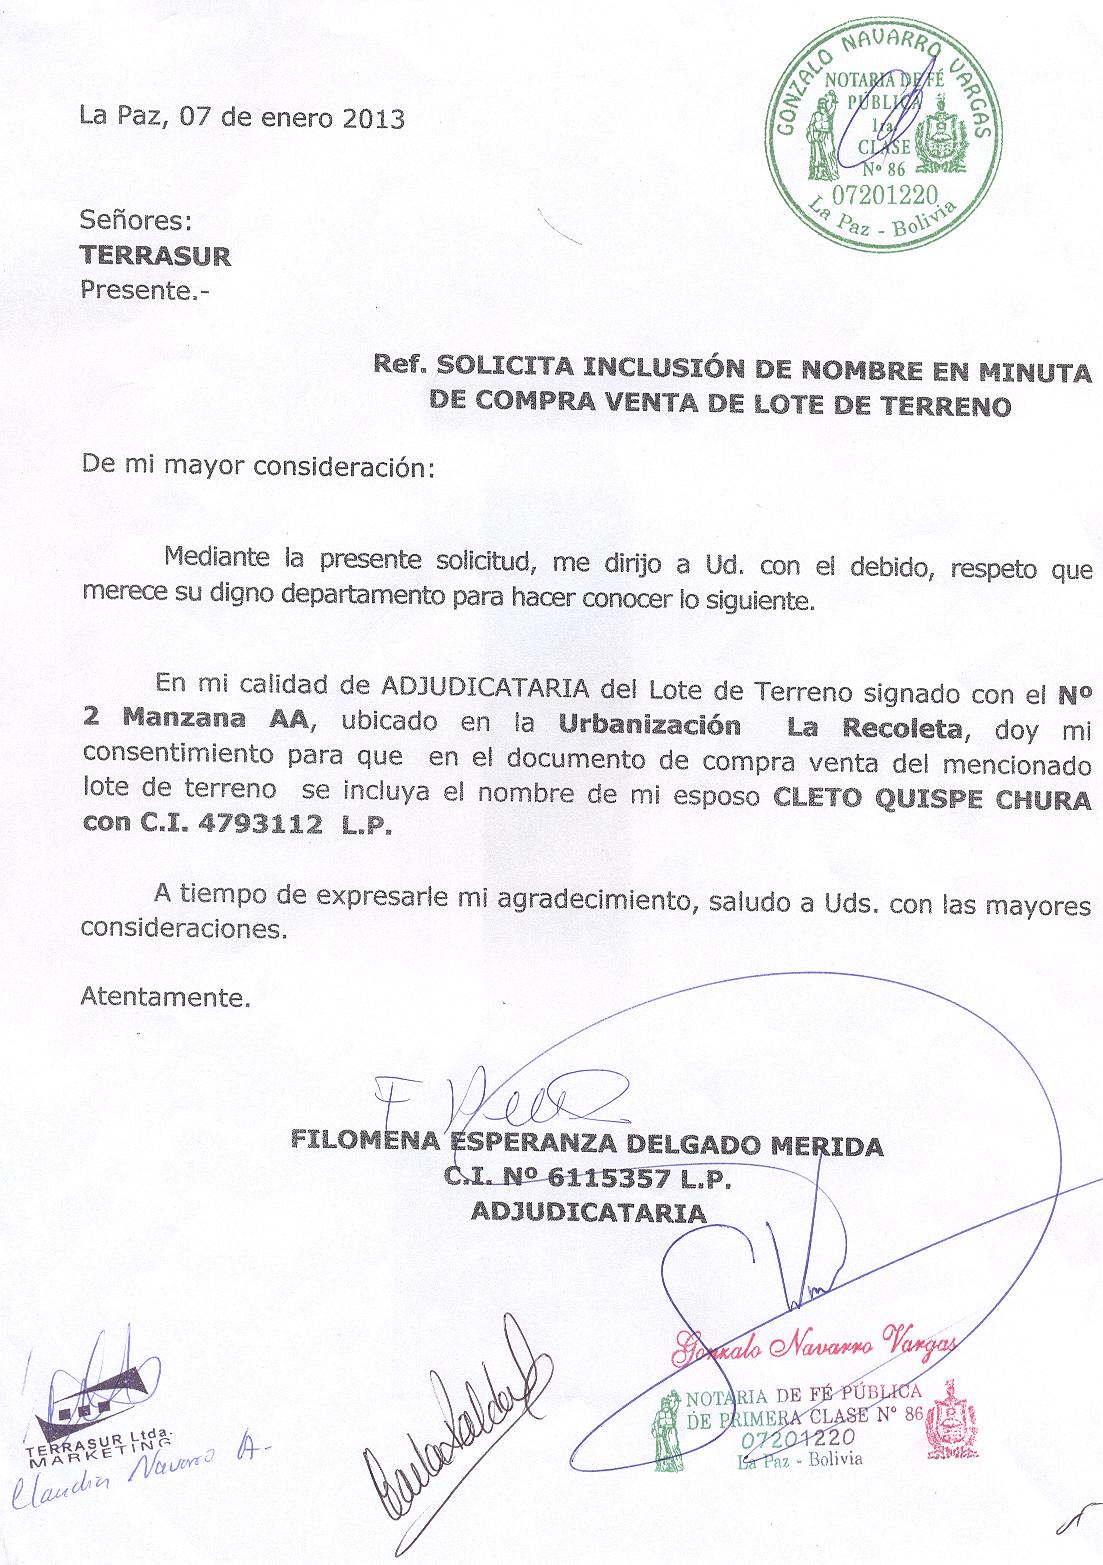 GONZALO NAVARRO VARGAS
NOTARIA DE FÉ
PÚBLICA
1ra.
CLASE
Nº 86
07201220
La Paz - Bolivia
La Paz, 07 de enero 2013
Señores:
TERRASUR
Presente.-
Ref. SOLICITA INCLUSIÓN DE NOMBRE EN MINUTA
DE COMPRA VENTA DE LOTE DE TERRENO
De mi mayor consideración:
Mediante la presente solicitud, me dirijo a Ud. con el debido, respeto que
merece su digno departamento para hacer conocer lo siguiente.
En mi calidad de ADJUDICATARIA del Lote de Terreno signado con el Nº
2 Manzana AA, ubicado en la Urbanización La Recoleta, doy mi
consentimiento para que en el documento de compra venta del mencionado
lote de terreno se incluya el nombre de mi esposo CLETO QUISPE CHURA
con C.I. 4793112 L.P.
A tiempo de expresarle mi agradecimiento, saludo a Uds. con las mayores
consideraciones.
Atentamente.
FILOMENA ESPERANZA DELGADO MERIDA
C.I. Nº 6115357 L.P.
ADJUDICATARIA
Gonzalo Navarro Vargas
NOTARIA DE FÉ PÚBLICA
DE PRIMERA CLASE Nº 86
07201220
La Paz - Bolivia
TERRASUR Ltda.
MARKETING
Claudia Navarro A-